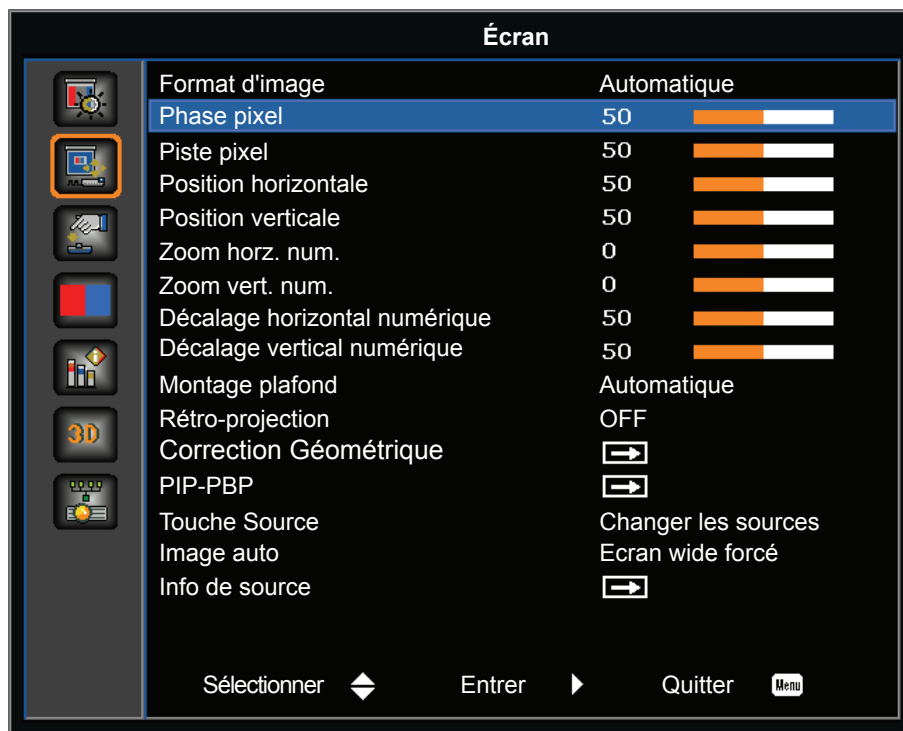 Écran
Format d'image Automatique
Phase pixel 50
Piste pixel 50
Position horizontale 50
Position verticale 50
Zoom horz. num. 0
Zoom vert. num. 0
Décalage horizontal numérique 50
Décalage vertical numérique 50
Montage plafond Automatique
Rétro-projection OFF
3D
Correction Géométrique
PIP-PBP
Touche Source Changer les sources
Image auto Ecran wide forcé
Info de source
Sélectionner Entrer Quitter Menu